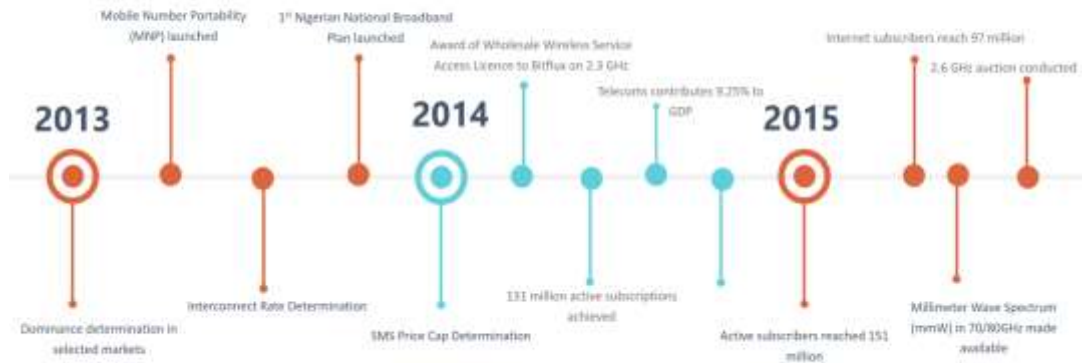 Mobile Number Portability
(MNP) launched
1st Nigerian National Broadband
Plan launched
Award of Wholesale Wireless Service
Access Licence to Bitflux on 2.3 GHz
Telecoms contributes 9.25% to
GDP
Internet subscribers reach 97 million
2.6 GHz auction conducted
2013
2014
2015
Dominance determination in
selected markets
Interconnect Rate Determination
SMS Price Cap Determination
131 million active subscriptions
achieved
Active subscribers reached 151
million
Millimeter Wave Spectrum
(mmW) in 70/80GHz made
available